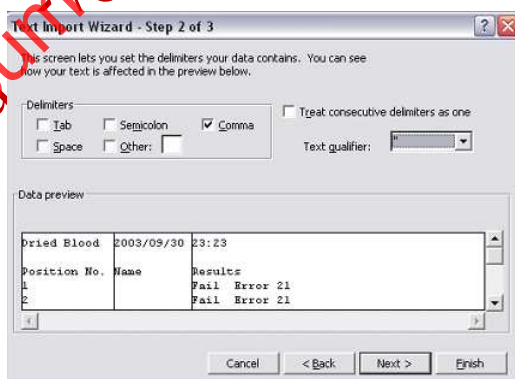 Text Import Wizard - Step 2 of 3
This screen lets you set the delimiters your data contains. You can see
how your text is affected in the preview below.
Delimiters
Tab
Semicolon
Comma
Space
Other:
Treat consecutive delimiters as one
Text qualifier: "
Data preview
Dried Blood 2003/09/30 23:23
Position No. Name Results
1 Fail Error 21
2 Fail Error 21
Cancel < Back Next > Finish